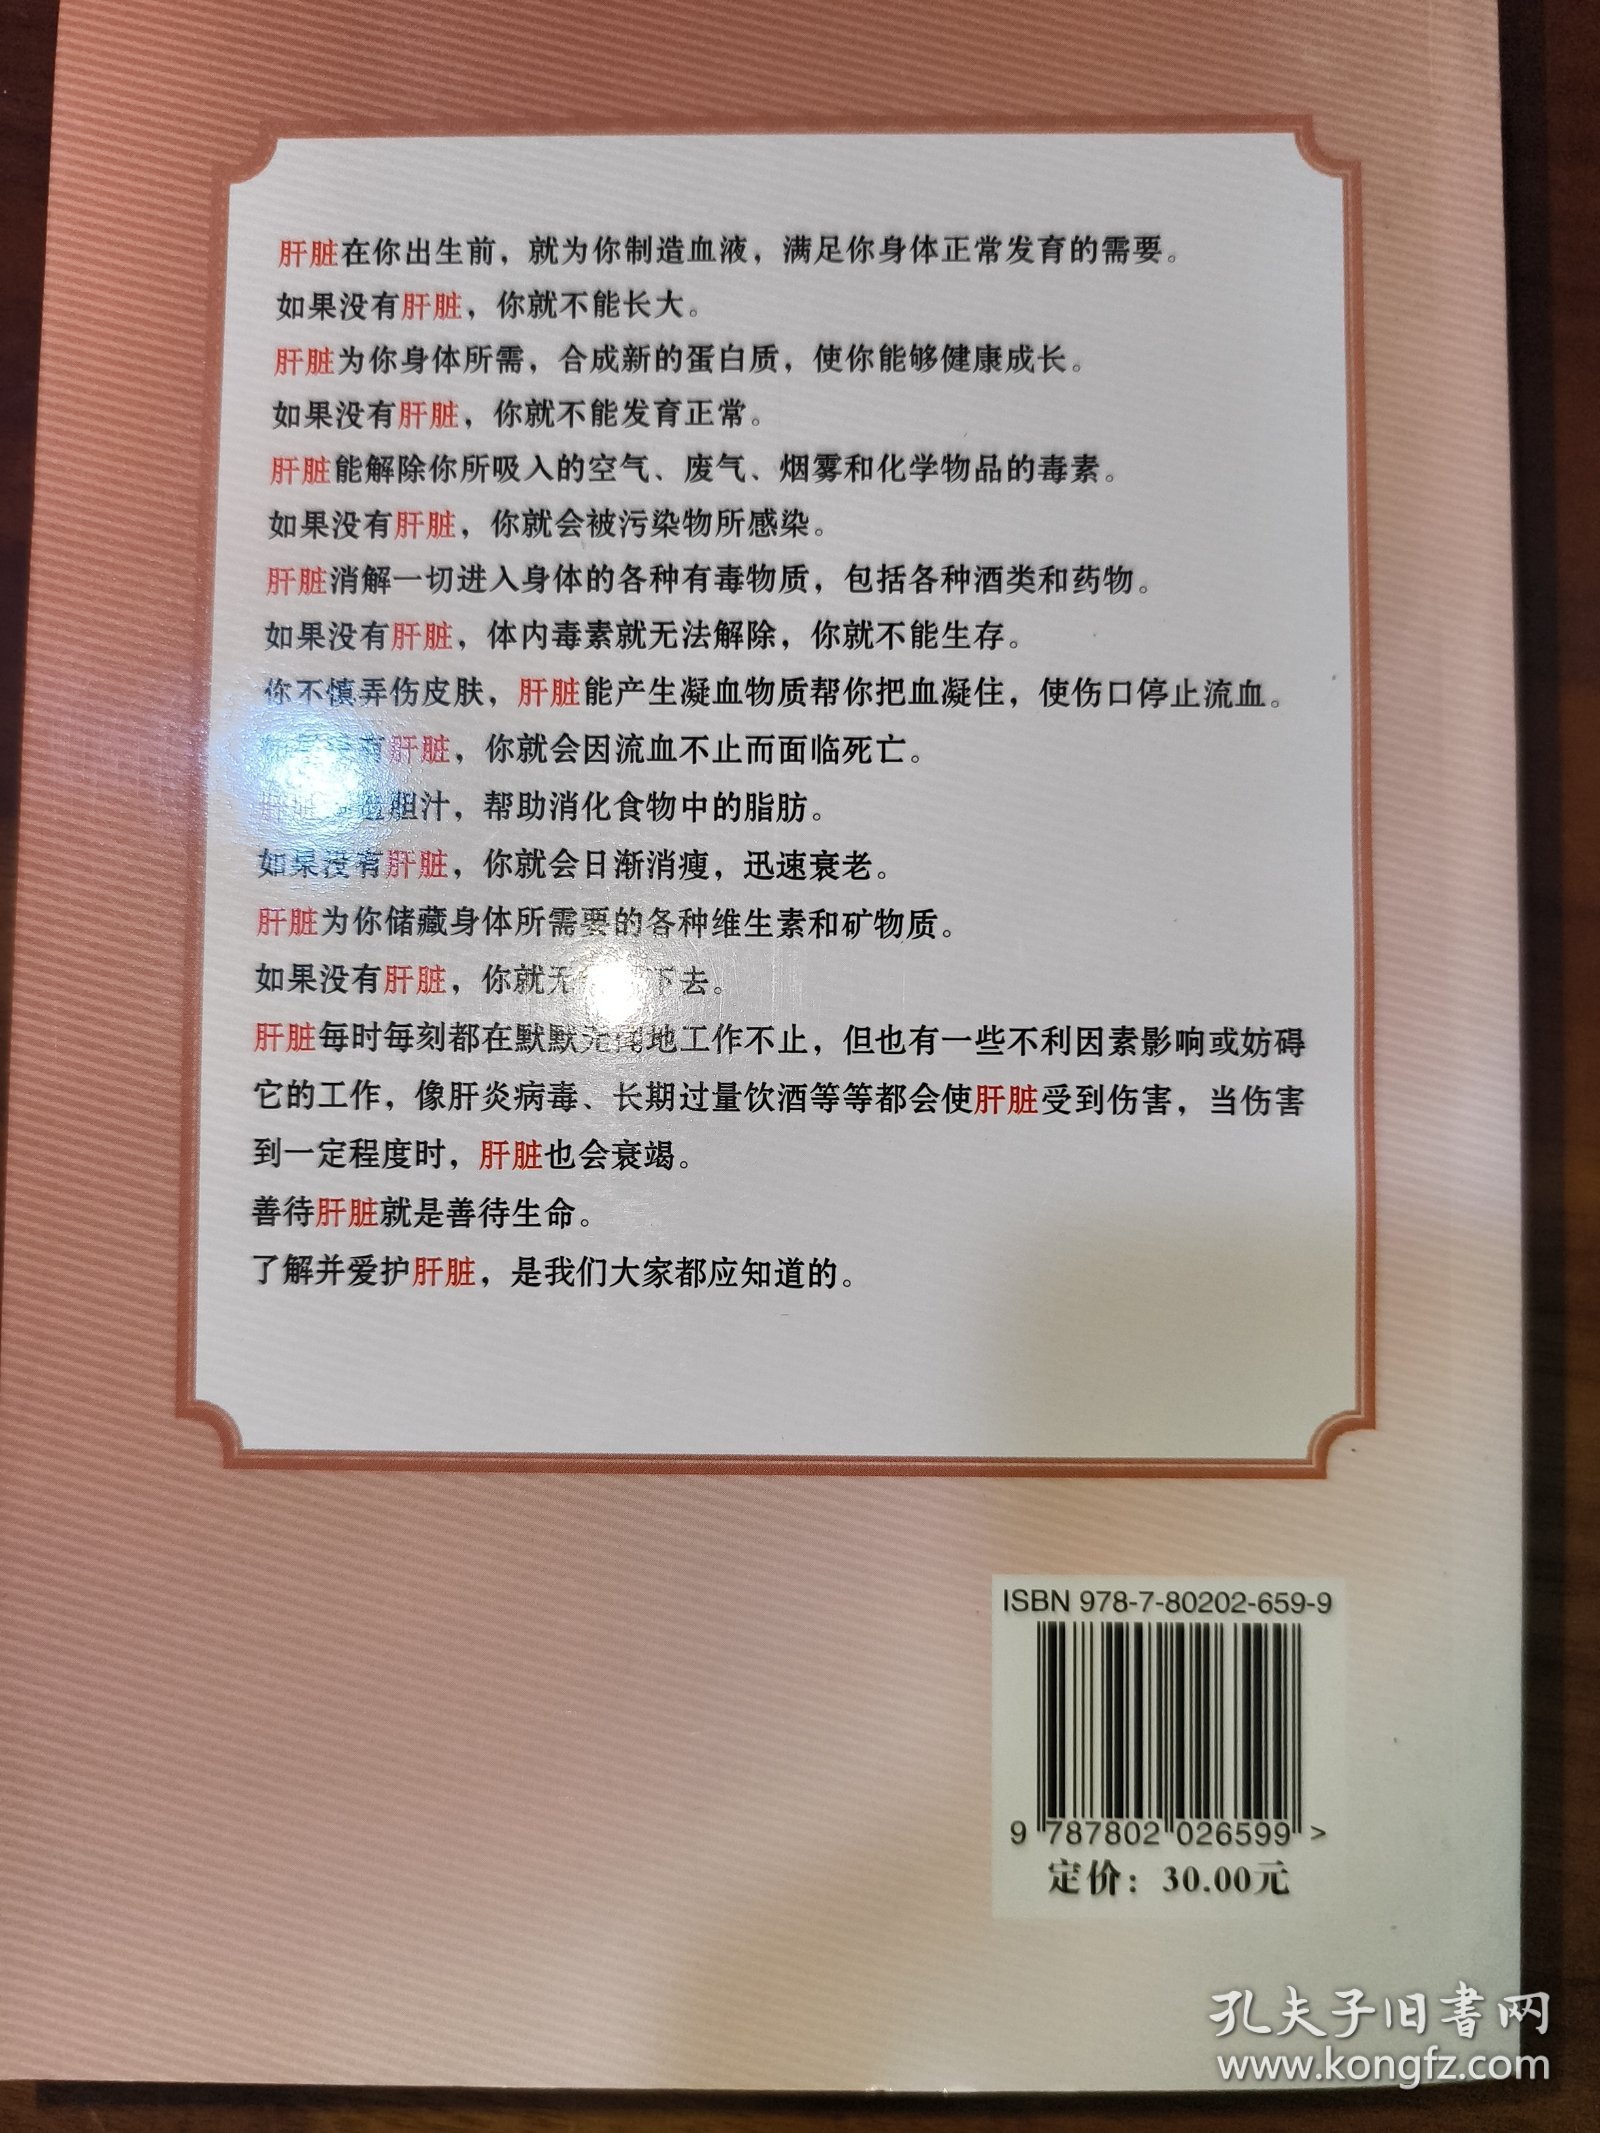 肝脏在你出生前，就为你制造血液，满足你身体正常发育的需要。
如果没有肝脏，你就不能长大。
肝脏为你身体所需，合成新的蛋白质，使你能够健康成长。
如果没有肝脏，你就不能发育正常。
肝脏能解除你所吸入的空气、废气、烟雾和化学物品的毒素。
如果没有肝脏，你就会被污染物所感染。
肝脏消解一切进入身体的各种有毒物质，包括各种酒类和药物。
如果没有肝脏，体内毒素就无法解除，你就不能生存。
你不慎弄伤皮肤，肝脏能产生凝血物质帮你把血凝住，使伤口停止流血。
有肝脏，你就会因流血不止而面临死亡。
肝脏 造胆汁，帮助消化食物中的脂肪。
如果没有肝脏，你就会日渐消瘦，迅速衰老。
肝脏为你储藏身体所需要的各种维生素和矿物质。
如果没有肝脏，你就无 下去。
肝脏每时每刻都在默默无闻地工作不止，但也有一些不利因素影响或妨碍
它的工作，像肝炎病毒、长期过量饮酒等等都会使肝脏受到伤害，当伤害
到一定程度时，肝脏也会衰竭。
善待肝脏就是善待生命。
了解并爱护肝脏，是我们大家都应知道的。
ISBN 978-7-80202-659-9
9 787802 026599 >
定价：30.00元
孔夫子旧书网
www.kongfz.com